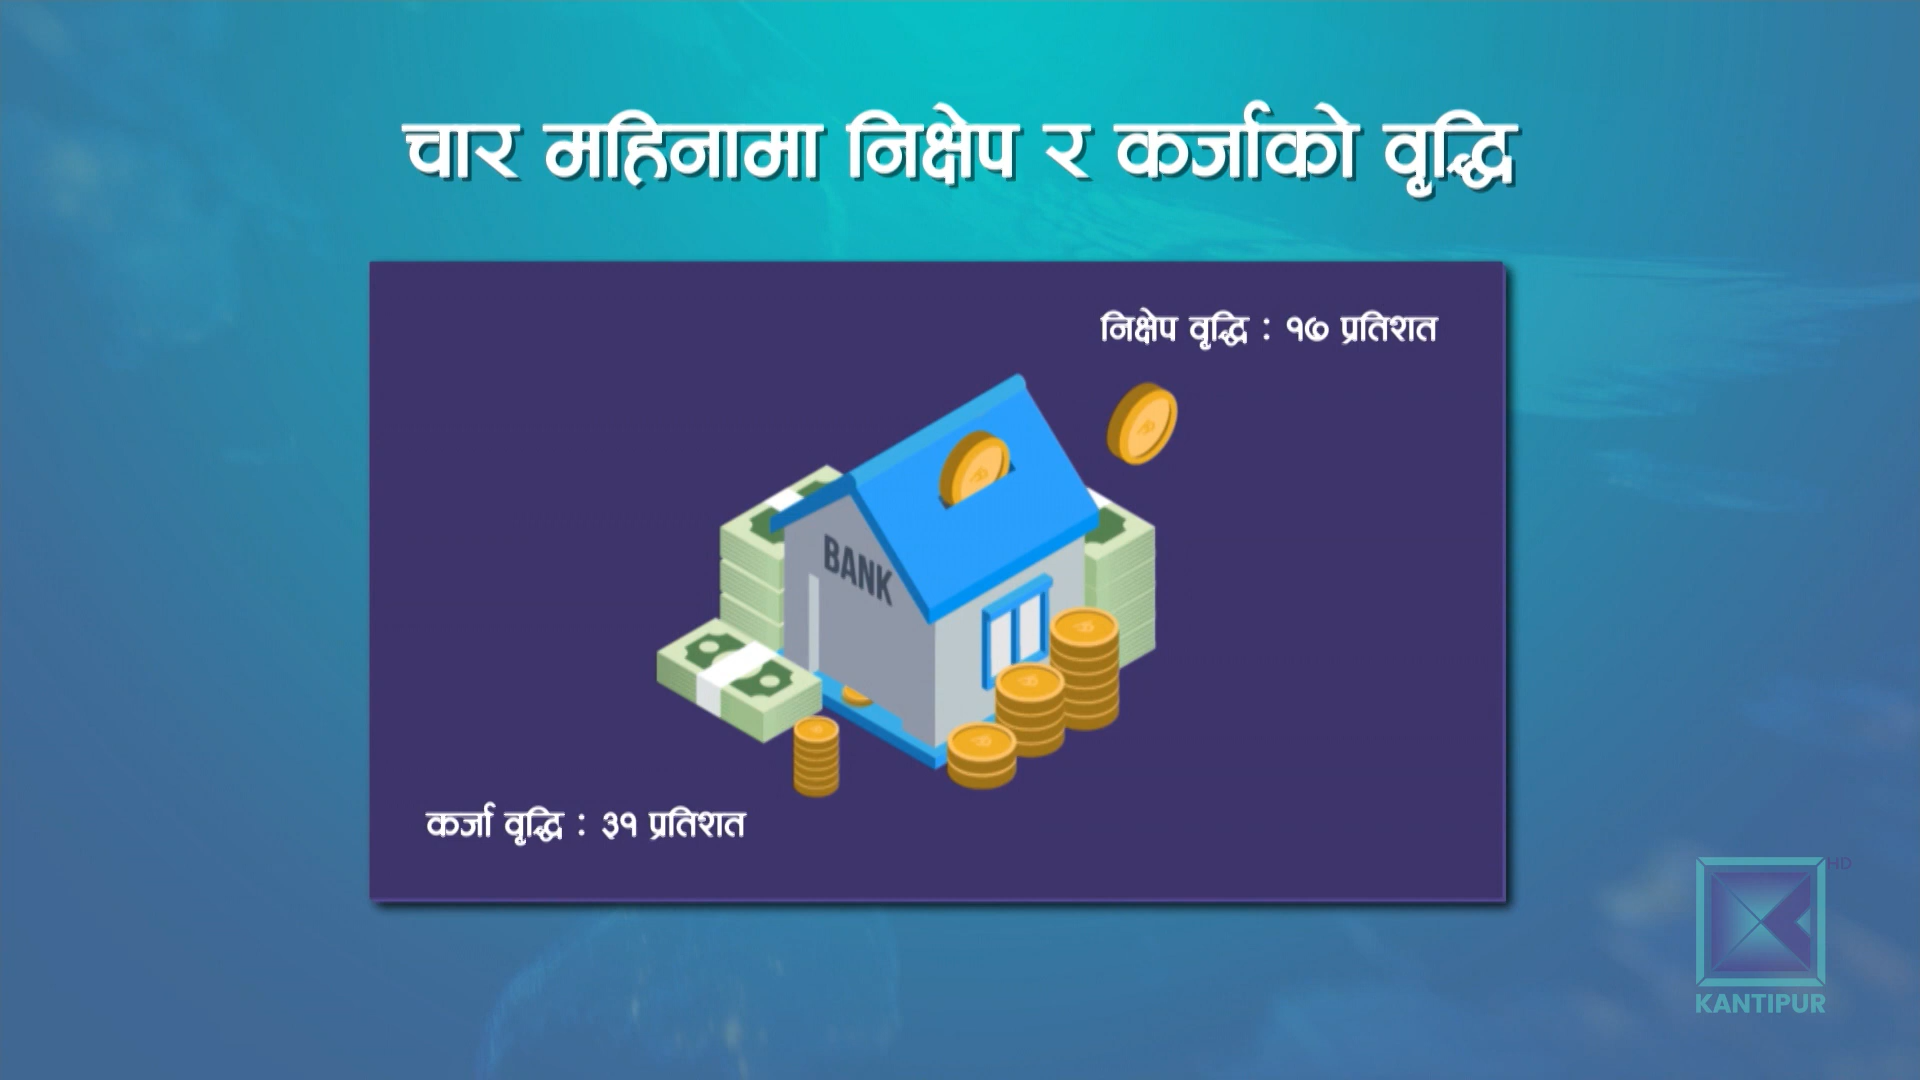 चार महिनामा निक्षेप र कर्जाको वृद्धि
निक्षेप वृद्धि : १७ प्रतिशत
BANK
कर्जा वृद्धि : ३१ प्रतिशत
HD
KANTIPUR